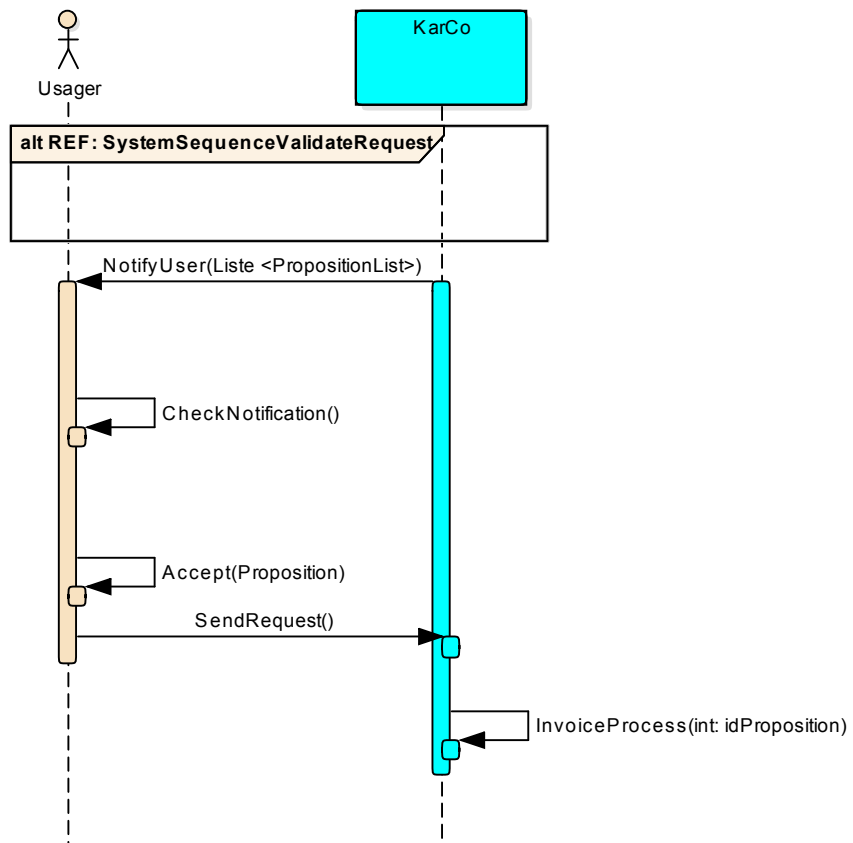 KarCo
Usager
alt REF: SystemSequenceValidateRequest
NotifyUser(Liste <PropositionList>)
CheckNotification()
Accept(Proposition)
SendRequest()
InvoiceProcess(int: idProposition)